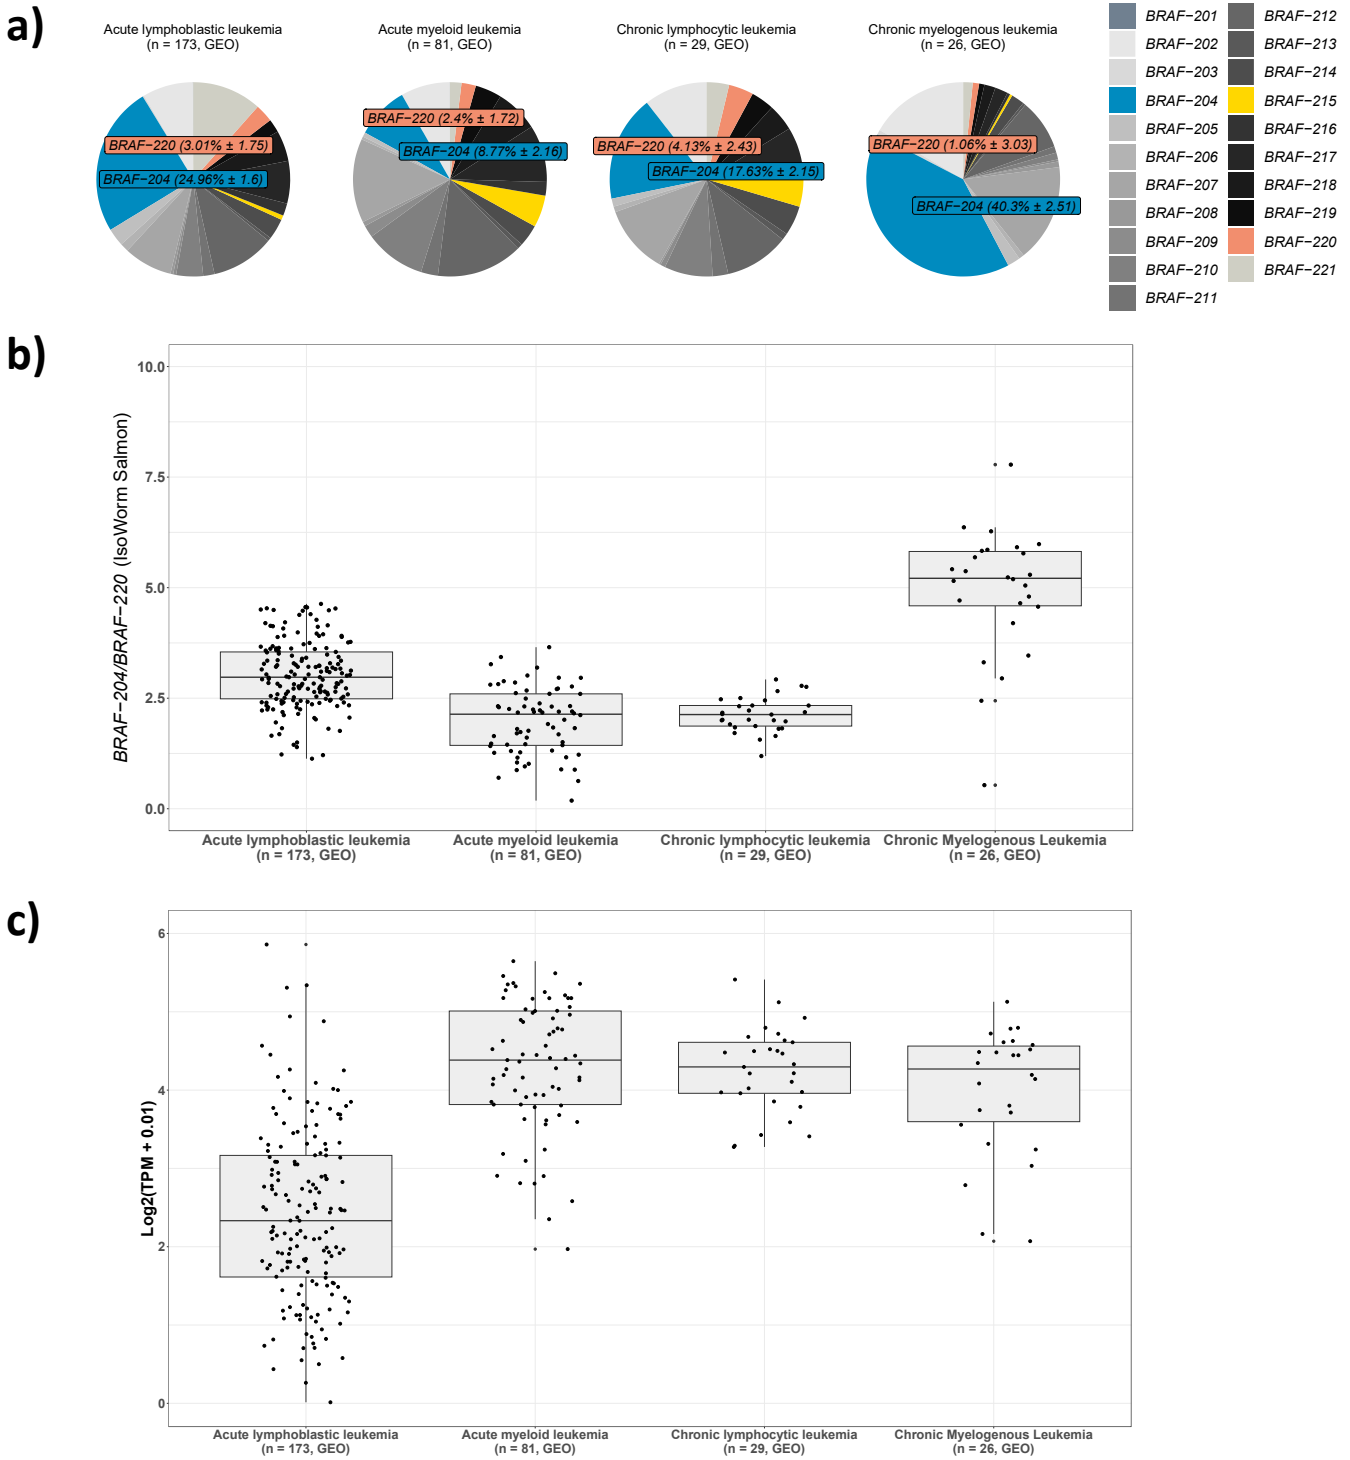 a)
Acute lymphoblastic leukemia
(n = 173, GEO)
Acute myeloid leukemia
(n = 81, GEO)
Chronic lymphocytic leukemia
(n = 29, GEO)
Chronic myelogenous leukemia
(n = 26, GEO)
BRAF−220 (3.01% ± 1.75)
BRAF−204 (24.96% ± 1.6)
BRAF−220 (2.4% ± 1.72)
BRAF−204 (8.77% ± 2.16)
BRAF−220 (4.13% ± 2.43)
BRAF−204 (17.63% ± 2.15)
BRAF−220 (1.06% ± 3.03)
BRAF−204 (40.3% ± 2.51)
BRAF−201
BRAF−202
BRAF−203
BRAF−204
BRAF−205
BRAF−206
BRAF−207
BRAF−208
BRAF−209
BRAF−210
BRAF−211
BRAF−212
BRAF−213
BRAF−214
BRAF−215
BRAF−216
BRAF−217
BRAF−218
BRAF−219
BRAF−220
BRAF−221
b)
BRAF−204/BRAF−220 (IsoWorm Salmon)
10.0
7.5
5.0
2.5
0.0
Acute lymphoblastic leukemia
(n = 173, GEO)
Acute myeloid leukemia
(n = 81, GEO)
Chronic lymphocytic leukemia
(n = 29, GEO)
Chronic Myelogenous Leukemia
(n = 26, GEO)
c)
Log2(TPM + 0.01)
6
4
2
0
Acute lymphoblastic leukemia
(n = 173, GEO)
Acute myeloid leukemia
(n = 81, GEO)
Chronic lymphocytic leukemia
(n = 29, GEO)
Chronic Myelogenous Leukemia
(n = 26, GEO)